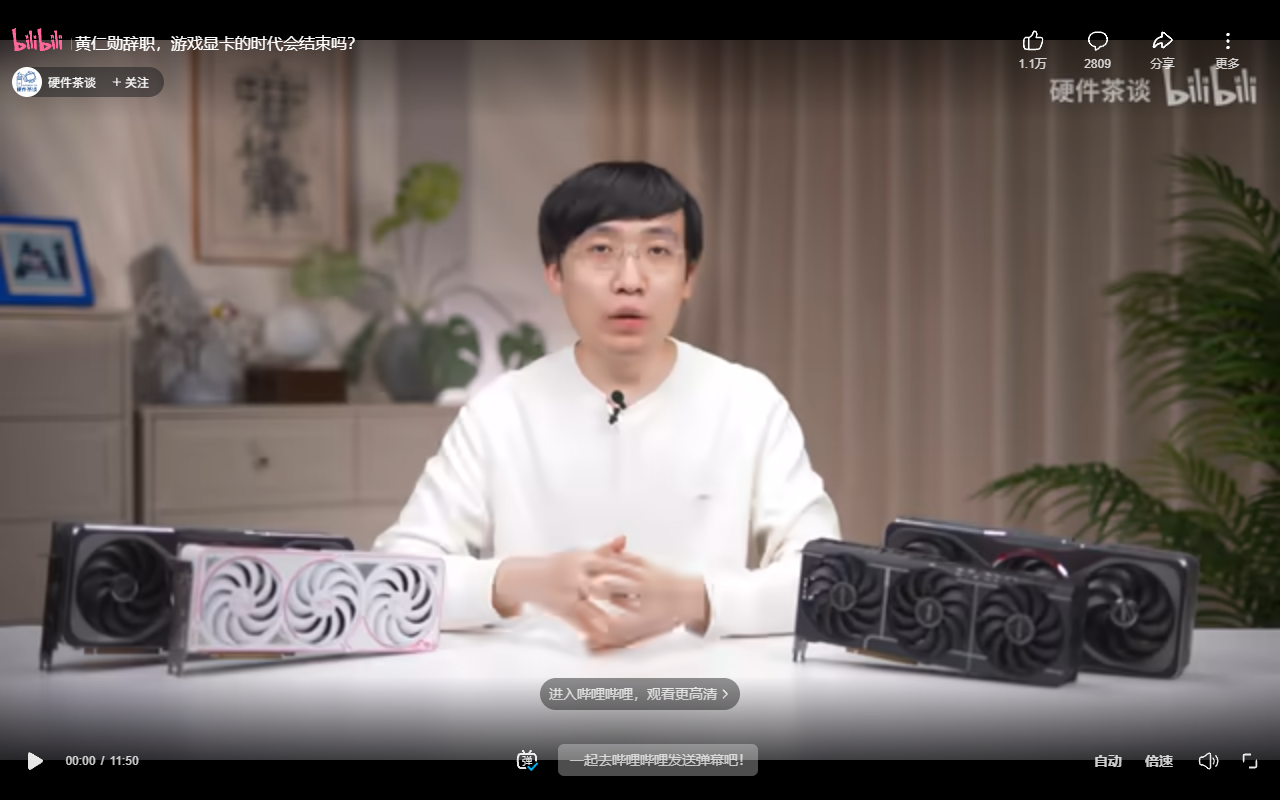 bilibili 黄仁勋辞职，游戏显卡的时代会结束吗？
硬件茶谈 + 关注
1.1万 2809 分享 更多
硬件茶谈 bilibili
AI
进入哔哩哔哩，观看更高清 >
00:00 / 11:50
弹 一起去哔哩哔哩发送弹幕吧！
自动 倍速